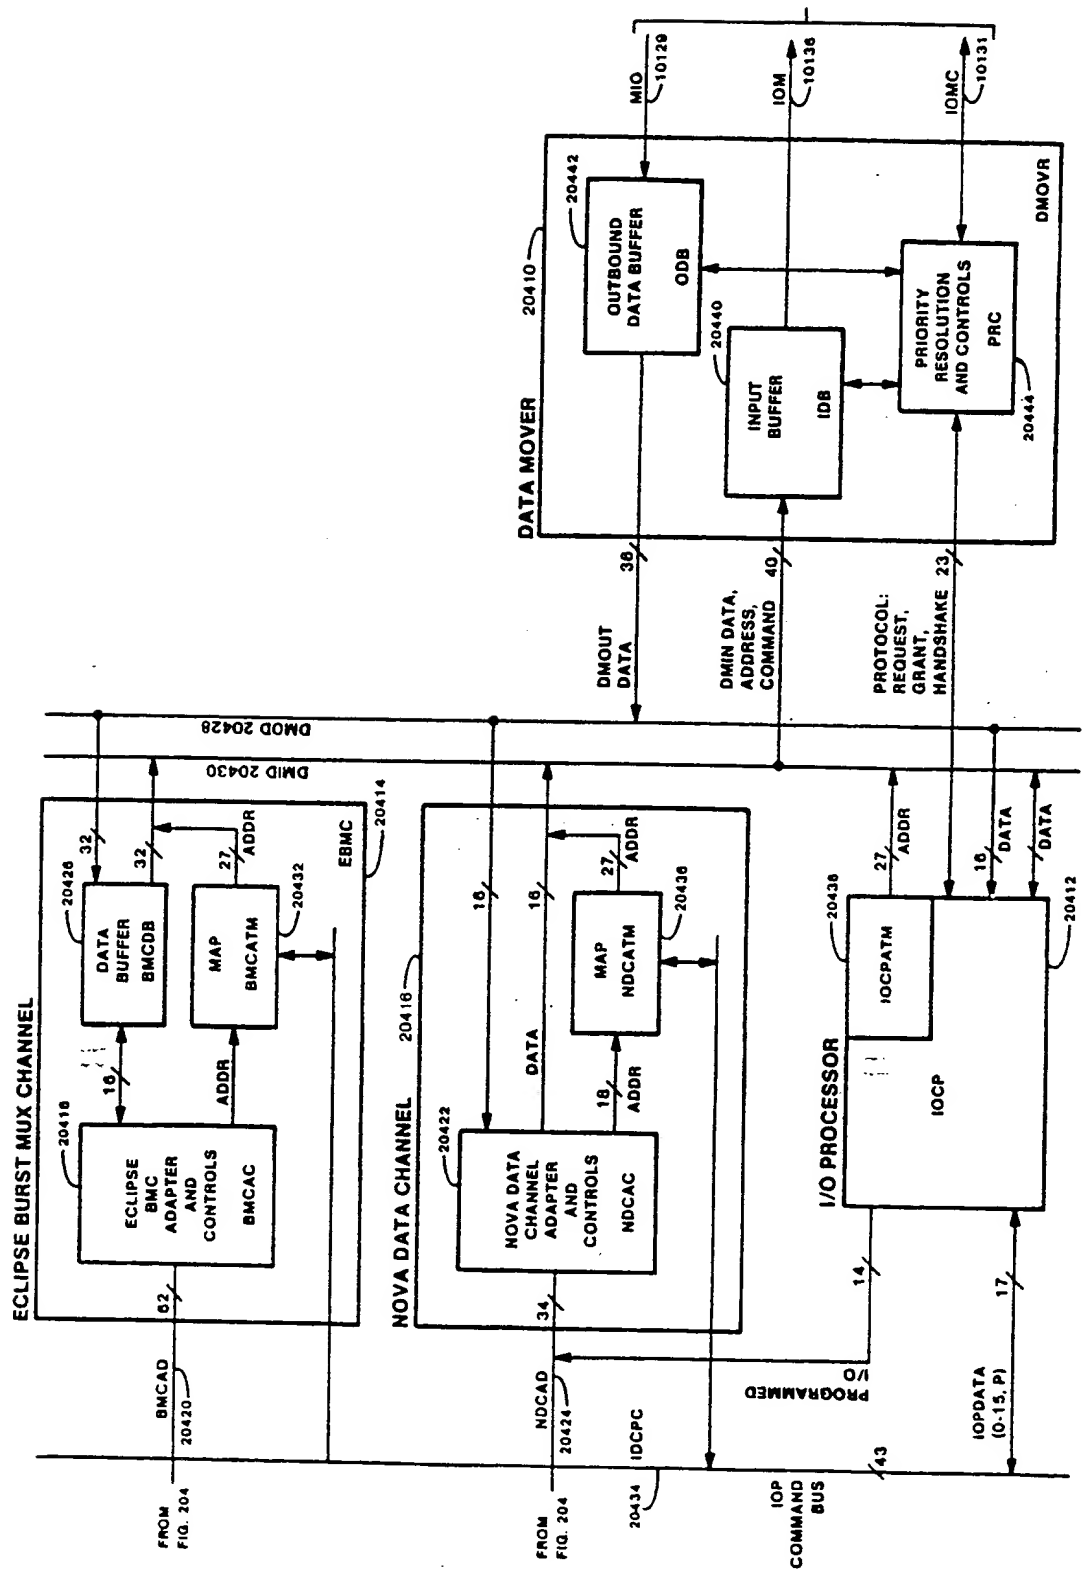 ECLIPSE BURST MUX CHANNEL
FROM
FIG. 204
BMCAD
20420
62
20418
ECLIPSE
BMC
ADAPTER
AND
CONTROLS
BMCAC
16
ADDR
20426
DATA
BUFFER
BMCDB
MAP
BMCATM
20432
32
32
27
ADDR
EBMC
20414
DMID 20430
DMOD 20428
NOVA DATA CHANNEL
20416
FROM
FIG. 204
NDCAD
20424
34
20422
NOVA DATA
CHANNEL
ADAPTER
AND
CONTROLS
NDCAC
16
16
DATA
18
ADDR
MAP
NDCATM
20436
27
ADDR
IDCPC
20434
IOP
COMMAND
BUS
43
PROGRAMMED
I/O
14
17
IOPDATA
(0-15, P)
I/O PROCESSOR
IOCP
IOCPATM
20438
27
ADDR
16
DATA
DATA
20412
DATA MOVER
20410
DMOUT
DATA
36
DMIN DATA,
ADDRESS,
COMMAND
40
PROTOCOL:
REQUEST,
GRANT,
HANDSHAKE
23
OUTBOUND
DATA BUFFER
ODB
20442
INPUT
BUFFER
IDB
20440
PRIORITY
RESOLUTION
AND CONTROLS
PRC
20444
DMOVR
MIO
10129
IOM
10136
IOMC
10131